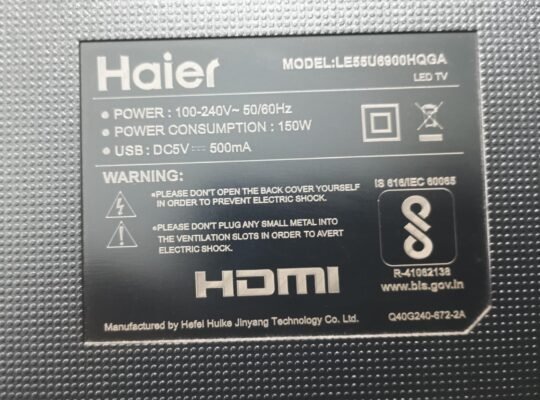 Haier
MODEL:LE55U6900HQGA
LED TV
• POWER : 100-240V~ 50/60Hz
• POWER CONSUMPTION : 150W
• USB : DC5V ⎓ 500mA
WARNING:
•PLEASE DON'T OPEN THE BACK COVER YOURSELF
IN ORDER TO PREVENT ELECTRIC SHOCK.
•PLEASE DON'T PLUG ANY SMALL METAL INTO
THE VENTILATION SLOTS IN ORDER TO AVERT
ELECTRIC SHOCK.
IS 616/IEC 60065
R-41062138
www.bis.gov.in
HDMI
Manufactured by Hefei Huike Jinyang Technology Co., Ltd.
Q40G240-672-2A